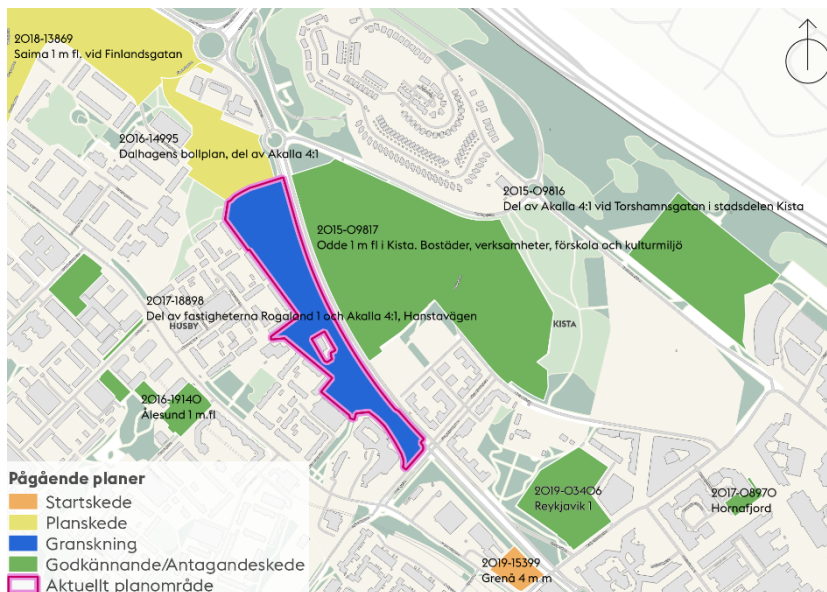 2018-13869
Saima 1 m fl. vid Finlandsgatan
2016-14995
Dalhagens bollplan, del av Akalla 4:1
2015-09816
Del av Akalla 4:1 vid Torshamnsgatan i stadsdelen Kista
2015-09817
Odde 1 m fl i Kista. Bostäder, verksamheter, förskola och kulturmiljö
2017-18898
Del av fastigheterna Rogaland 1 och Akalla 4:1, Hanstavägen
HUSBY
KISTA
2016-19140
Ålesund 1 m.fl
2019-03406
Reykjavik 1
2017-08970
Hornafjord
2019-15399
Grenå 4 m.m
Pågående planer
Startskede
Planskede
Granskning
Godkännande/Antagandeskede
Aktuellt planområde